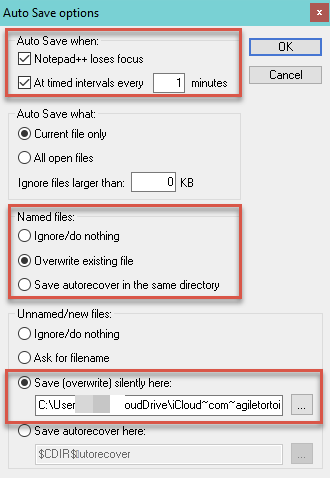 Auto Save options
Auto Save when:
Notepad++ loses focus
At timed intervals every 1 minutes
OK
Cancel
Auto Save what:
Current file only
All open files
Ignore files larger than: 0 KB
Named files:
Ignore/do nothing
Overwrite existing file
Save autorecover in the same directory
Unnamed/new files:
Ignore/do nothing
Ask for filename
Save (overwrite) silently here:
C:\User oudDrive\iCloud~com~agiletortoi ...
Save autorecover here:
$CDIR$ utorecover ...